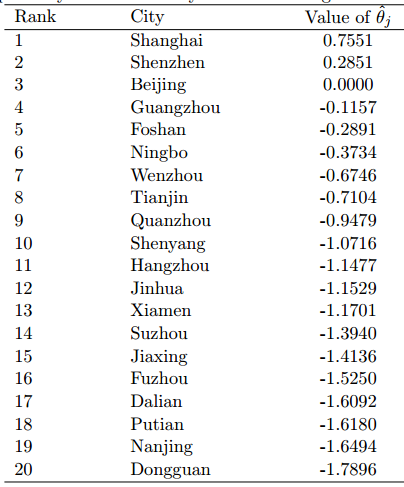 Rank City Value of θ̂j
1 Shanghai 0.7551
2 Shenzhen 0.2851
3 Beijing 0.0000
4 Guangzhou -0.1157
5 Foshan -0.2891
6 Ningbo -0.3734
7 Wenzhou -0.6746
8 Tianjin -0.7104
9 Quanzhou -0.9479
10 Shenyang -1.0716
11 Hangzhou -1.1477
12 Jinhua -1.1529
13 Xiamen -1.1701
14 Suzhou -1.3940
15 Jiaxing -1.4136
16 Fuzhou -1.5250
17 Dalian -1.6092
18 Putian -1.6180
19 Nanjing -1.6494
20 Dongguan -1.7896